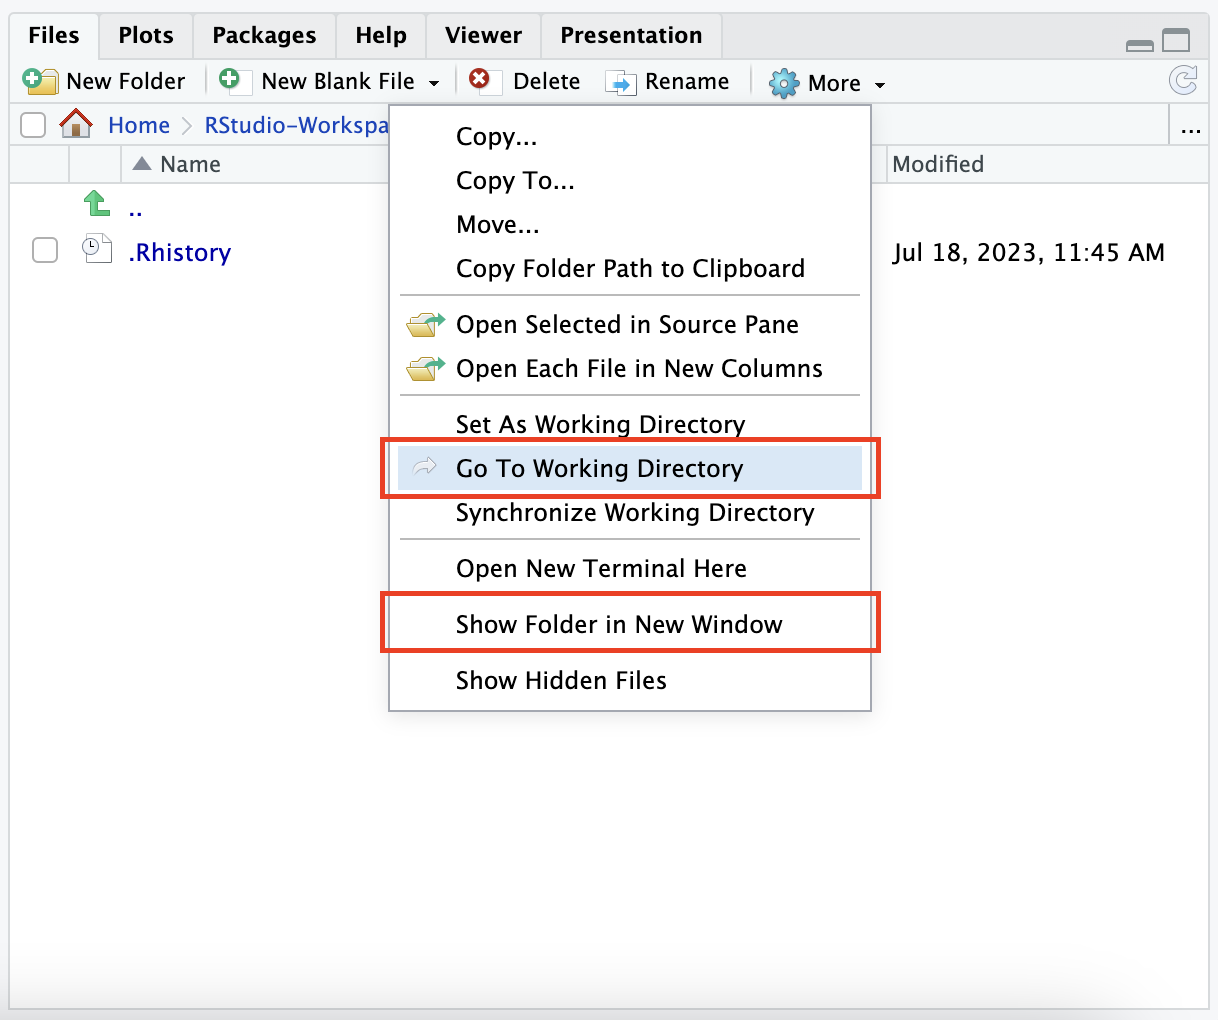 Files Plots Packages Help Viewer Presentation
New Folder New Blank File Delete Rename More
Home RStudio-Workspa ...
Name Modified
..
.Rhistory Jul 18, 2023, 11:45 AM
Copy...
Copy To...
Move...
Copy Folder Path to Clipboard
Open Selected in Source Pane
Open Each File in New Columns
Set As Working Directory
Go To Working Directory
Synchronize Working Directory
Open New Terminal Here
Show Folder in New Window
Show Hidden Files